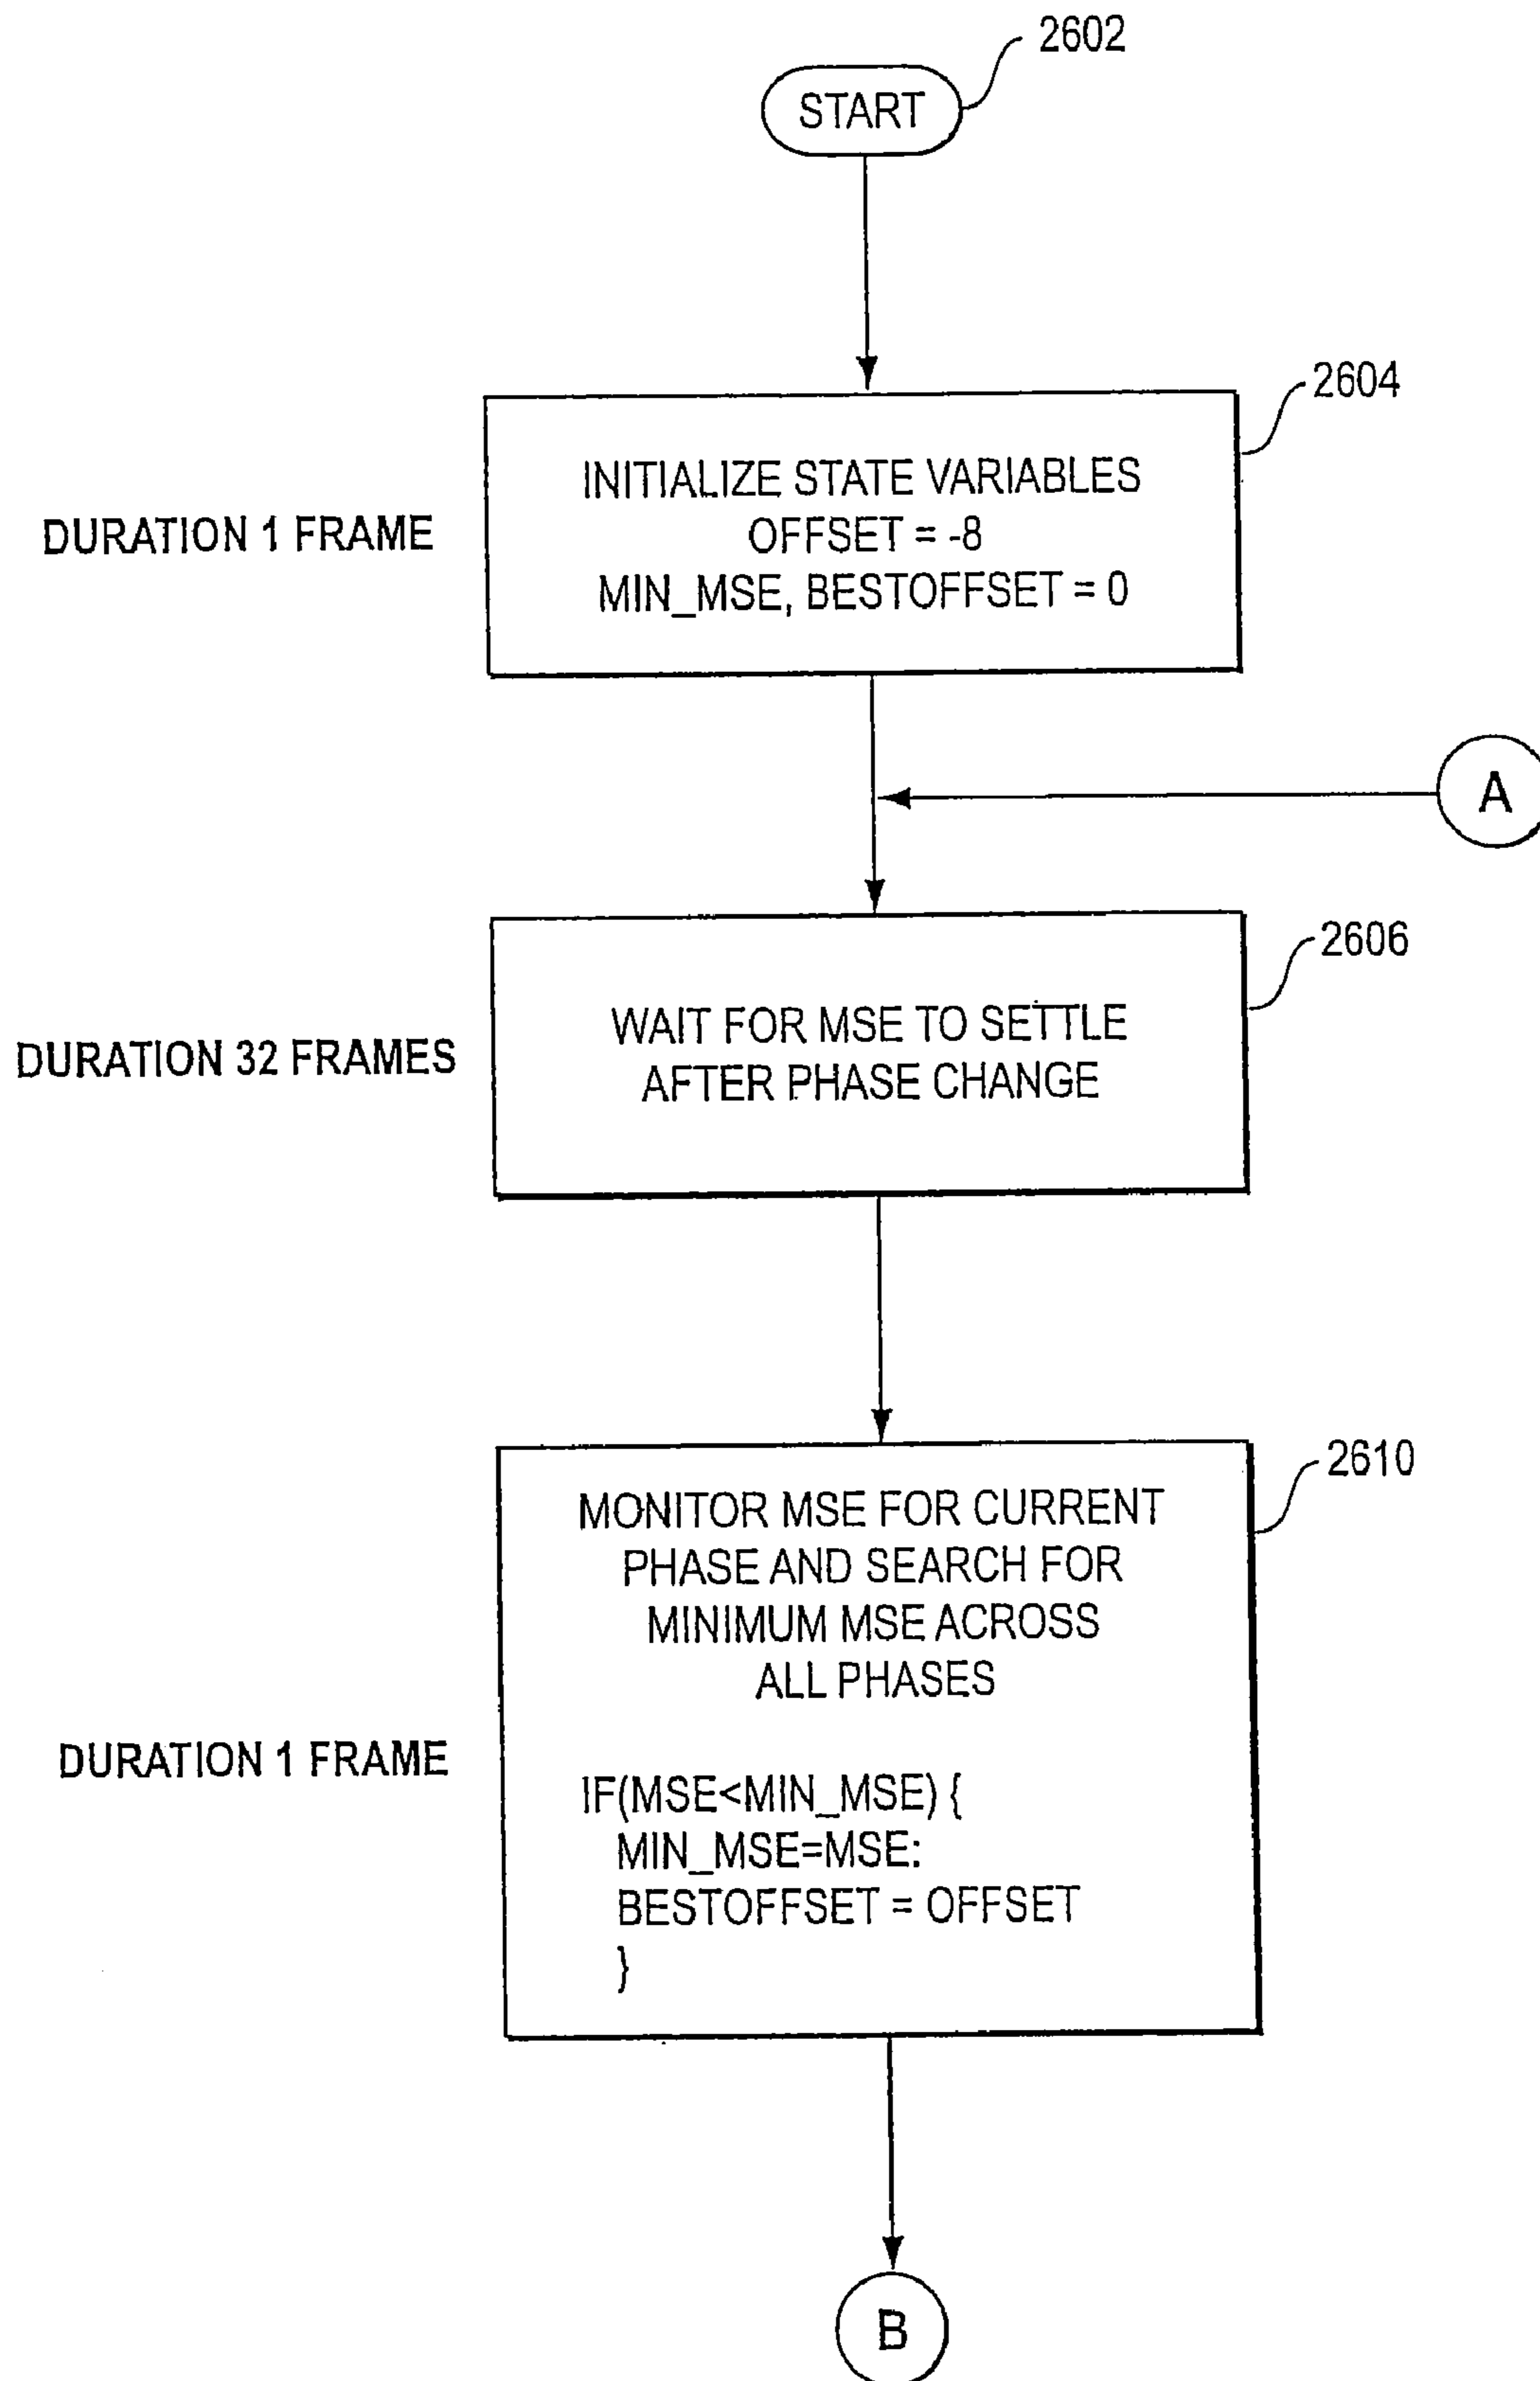 2602
START
2604
INITIALIZE STATE VARIABLES
OFFSET = -8
MIN_MSE, BESTOFFSET = 0
DURATION 1 FRAME
A
2606
WAIT FOR MSE TO SETTLE
AFTER PHASE CHANGE
DURATION 32 FRAMES
2610
MONITOR MSE FOR CURRENT
PHASE AND SEARCH FOR
MINIMUM MSE ACROSS
ALL PHASES
DURATION 1 FRAME
IF(MSE<MIN_MSE) {
MIN_MSE=MSE:
BESTOFFSET = OFFSET
}
B